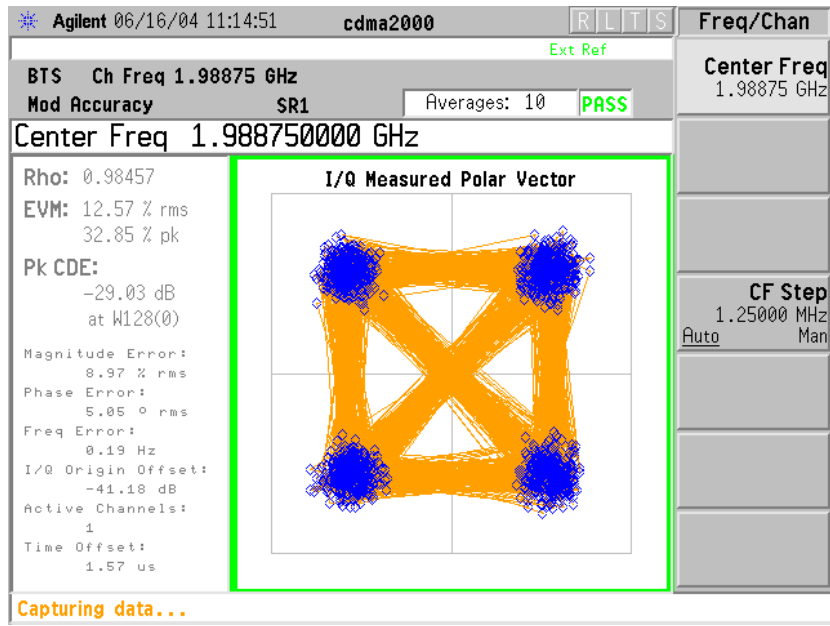 Agilent 06/16/04 11:14:51 cdma2000 R L T S Freq/Chan
Ext Ref
BTS Ch Freq 1.98875 GHz
Mod Accuracy SR1 Averages: 10 PASS
Center Freq 1.988750000 GHz
Rho: 0.98457
EVM: 12.57 % rms
32.85 % pk
Pk CDE:
-29.03 dB
at W128(0)
Magnitude Error:
8.97 % rms
Phase Error:
5.05 º rms
Freq Error:
0.19 Hz
I/Q Origin Offset:
-41.18 dB
Active Channels:
1
Time Offset:
1.57 us
I/Q Measured Polar Vector
Center Freq
1.98875 GHz
CF Step
1.25000 MHz
Auto Man
Capturing data...